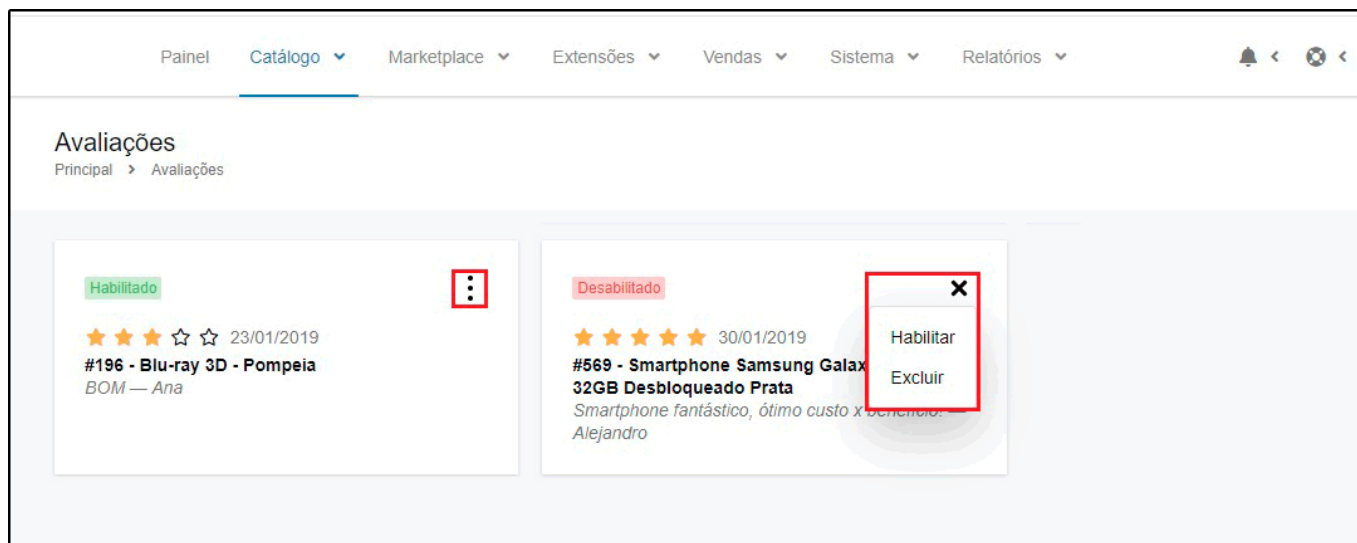 Painel Catálogo Marketplace Extensões Vendas Sistema Relatórios
Avaliações
Principal > Avaliações
Habilitado
23/01/2019
#196 - Blu-ray 3D - Pompeia
BOM — Ana
Desabilitado
30/01/2019
#569 - Smartphone Samsung Galax
32GB Desbloqueado Prata
Smartphone fantástico, ótimo custo x benefício! —
Alejandro
Habilitar
Excluir